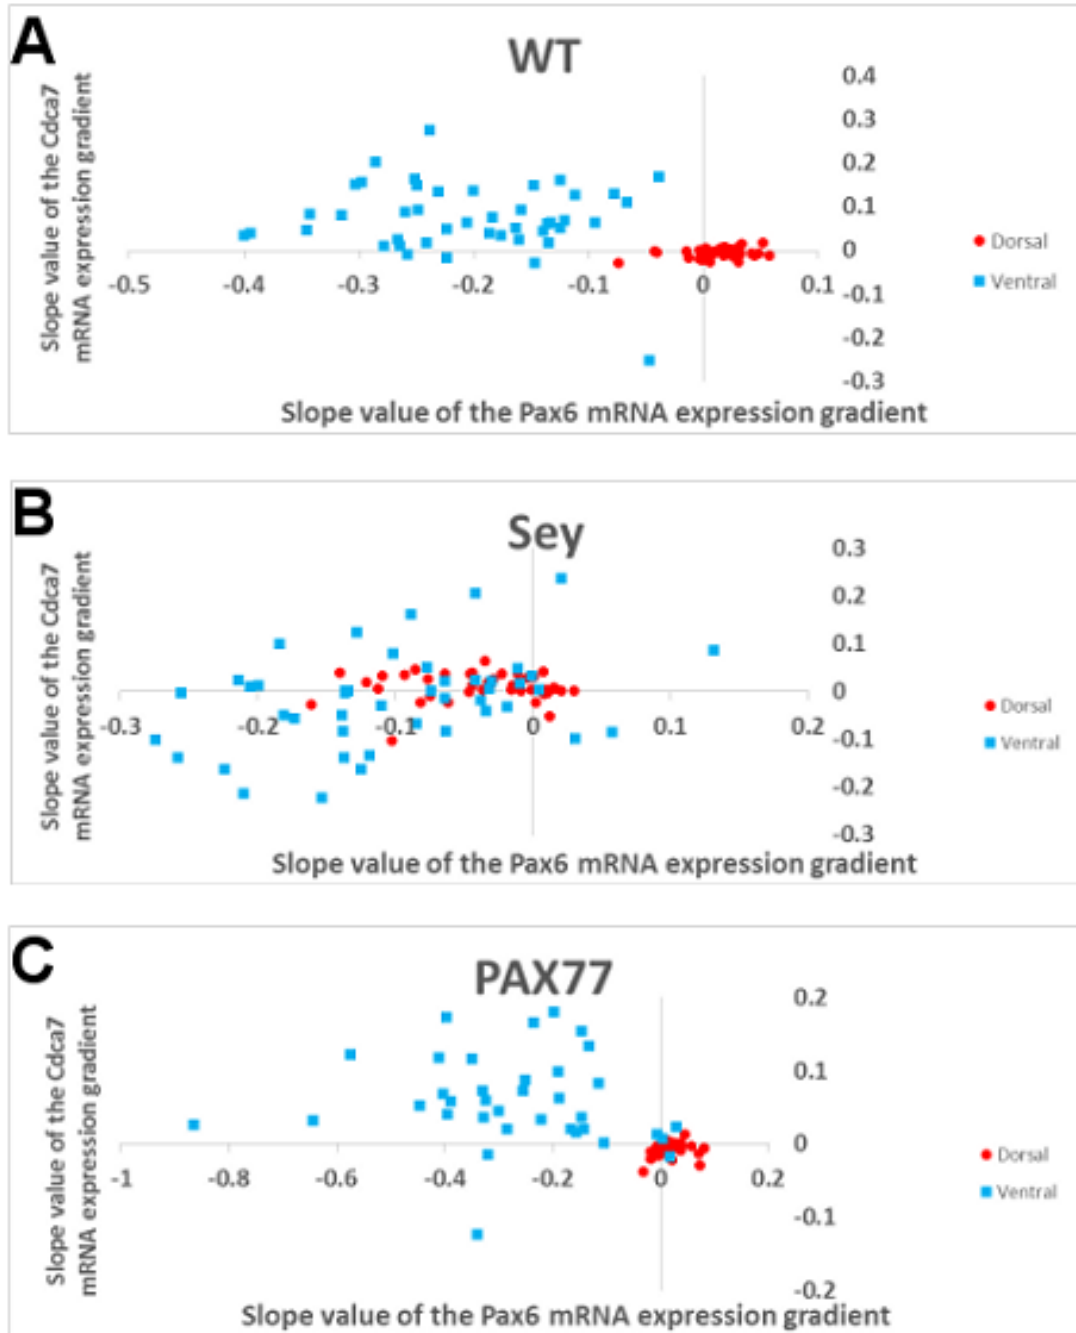 A
WT
Slope value of the Cdca7
mRNA expression gradient
0.4
0.3
0.2
0.1
0
-0.1
-0.2
-0.3
-0.5
-0.4
-0.3
-0.2
-0.1
0
0.1
Dorsal
Ventral
Slope value of the Pax6 mRNA expression gradient
B
Sey
Slope value of the Cdca7
mRNA expression gradient
0.3
0.2
0.1
0
-0.1
-0.2
-0.3
-0.3
-0.2
-0.1
0
0.1
0.2
Dorsal
Ventral
Slope value of the Pax6 mRNA expression gradient
C
PAX77
Slope value of the Cdca7
mRNA expression gradient
0.2
0.1
0
-0.1
-0.2
-1
-0.8
-0.6
-0.4
-0.2
0
0.2
Dorsal
Ventral
Slope value of the Pax6 mRNA expression gradient